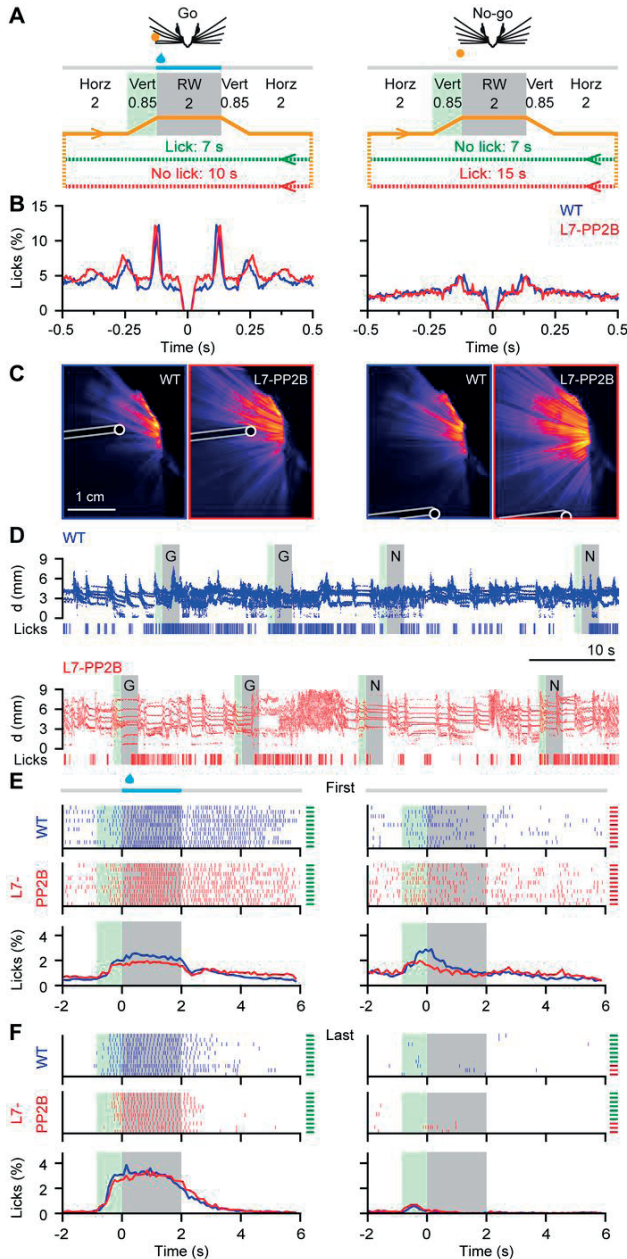 A
Go
No-go
Horz Vert RW Vert Horz
2 0.85 2 0.85 2
Lick: 7 s
No lick: 10 s
Horz Vert RW Vert Horz
2 0.85 2 0.85 2
No lick: 7 s
Lick: 15 s
B
Licks (%)
15
10
5
0
-0.5 -0.25 0 0.25 0.5
Time (s)
WT
L7-PP2B
-0.5 -0.25 0 0.25 0.5
Time (s)
C
WT
L7-PP2B
1 cm
WT
L7-PP2B
D
WT
d (mm)
9
6
3
0
G G N N
Licks
10 s
L7-PP2B
d (mm)
9
6
3
0
G G N N
Licks
E
First
WT
L7-
PP2B
Licks (%)
4
2
0
-2 0 2 4 6
-2 0 2 4 6
F
Last
WT
L7-
PP2B
Licks (%)
4
2
0
-2 0 2 4 6
Time (s)
-2 0 2 4 6
Time (s)